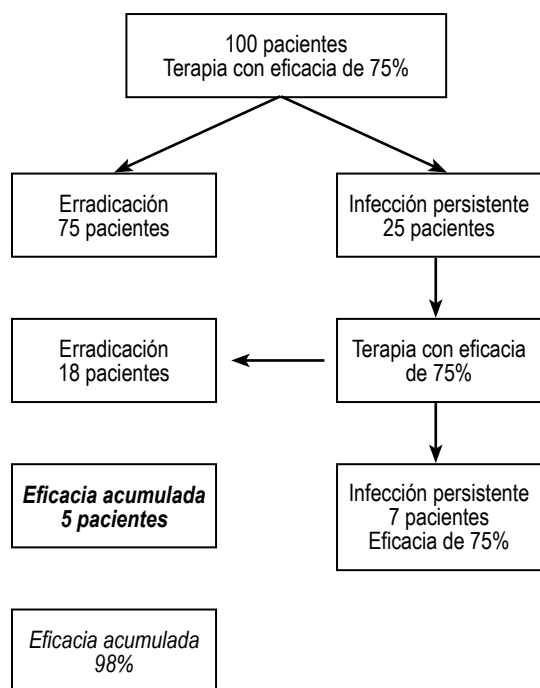 100 pacientes
Terapia con eficacia de 75%
Erradicación
75 pacientes
Infección persistente
25 pacientes
Erradicación
18 pacientes
Terapia con eficacia
de 75%
Eficacia acumulada
5 pacientes
Infección persistente
7 pacientes
Eficacia de 75%
Eficacia acumulada
98%